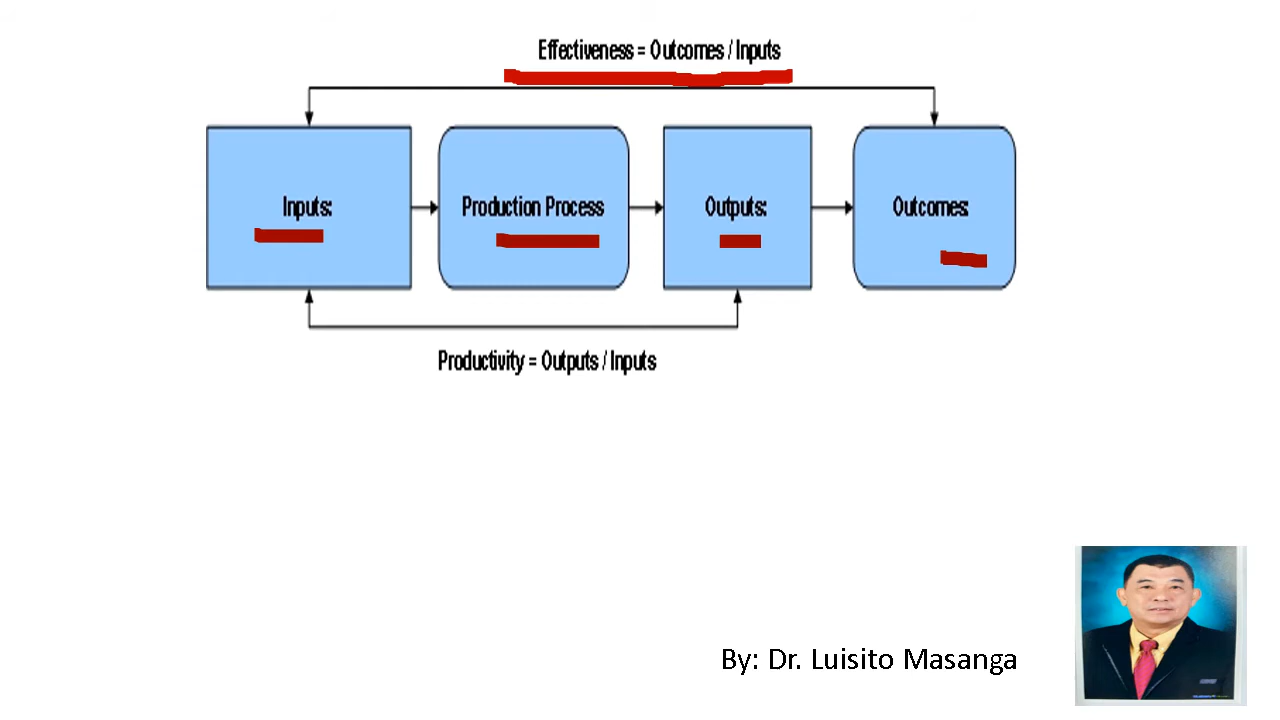 Effectiveness = Outcomes / Inputs
Inputs:
Production Process
Outputs:
Outcomes:
Productivity = Outputs / Inputs
By: Dr. Luisito Masanga